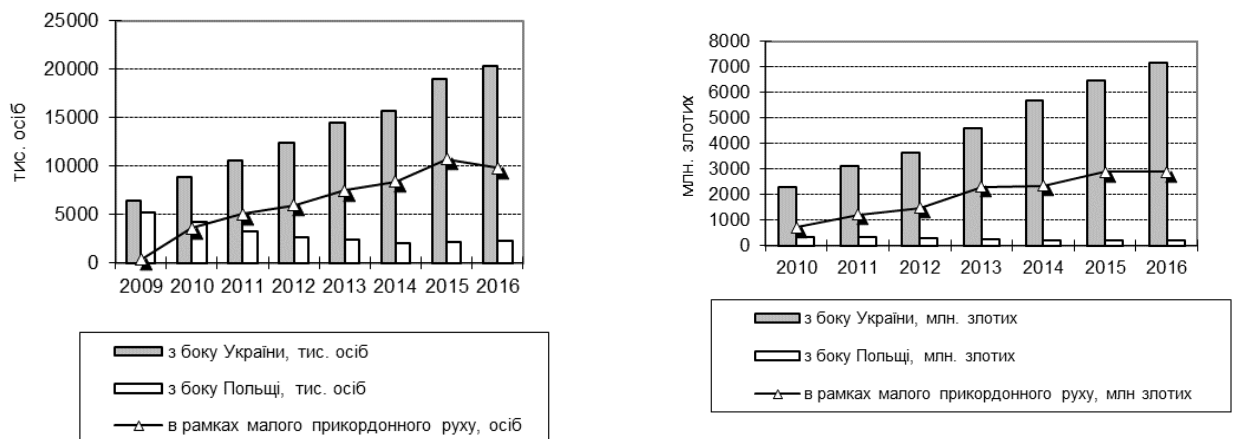 25000
20000
15000
10000
5000
0
тис. осіб
2009 2010 2011 2012 2013 2014 2015 2016
з боку України, тис. осіб
з боку Польщі, тис. осіб
в рамках малого прикордонного руху, осіб
8000
7000
6000
5000
4000
3000
2000
1000
0
млн. злотих
2010 2011 2012 2013 2014 2015 2016
з боку України, млн. злотих
з боку Польщі, млн. злотих
в рамках малого прикордонного руху, млн злотих